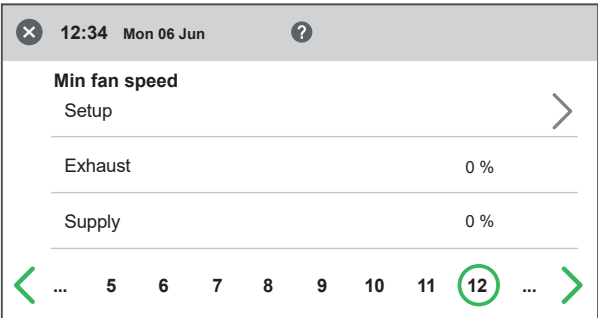 12:34 Mon 06 Jun ?
Min fan speed
Setup
Exhaust 0 %
Supply 0 %
... 5 6 7 8 9 10 11 12 ...